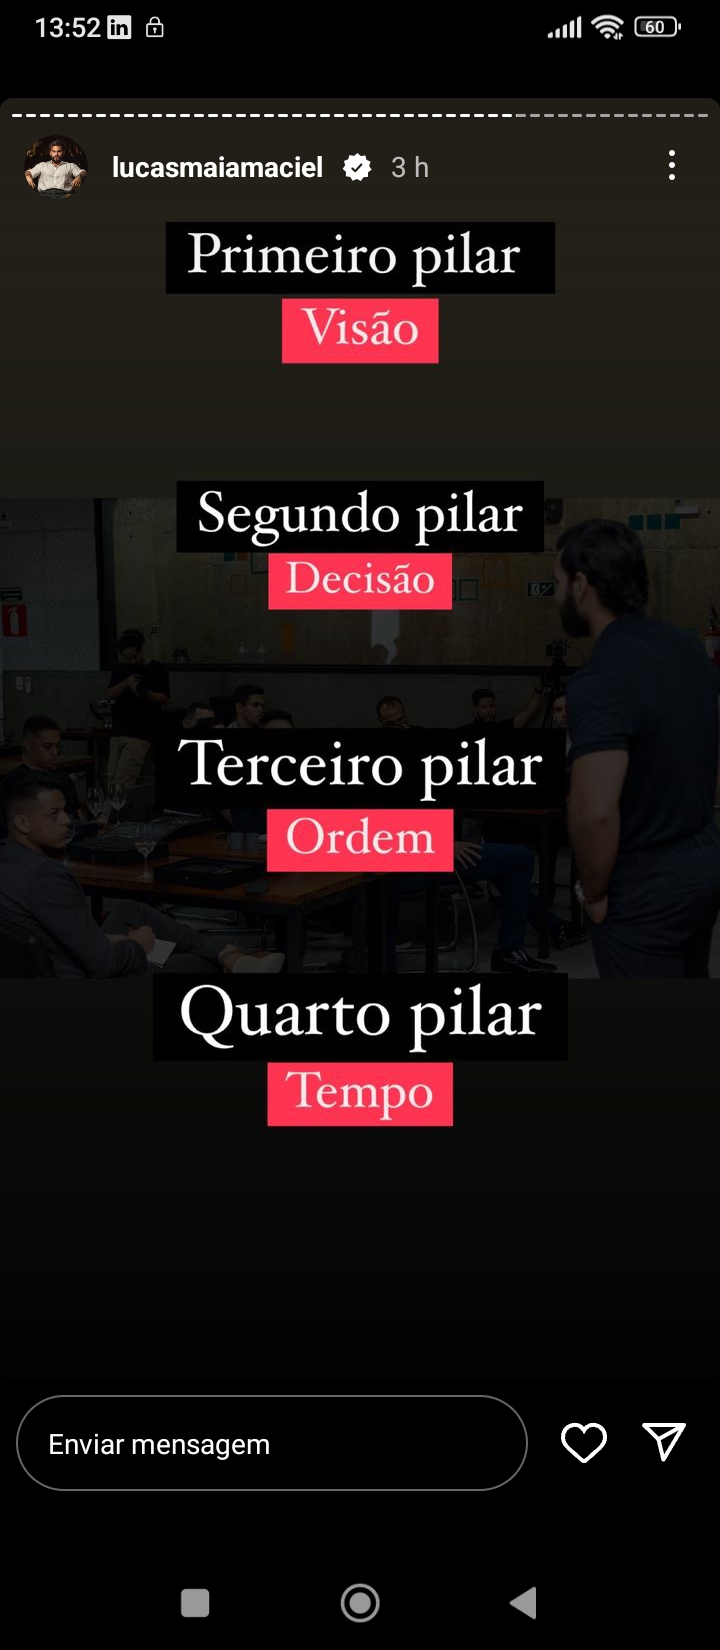 13:52 in 60
lucasmaiamaciel 3 h
Primeiro pilar
Visão
Segundo pilar
Decisão
Terceiro pilar
Ordem
Quarto pilar
Tempo
Enviar mensagem